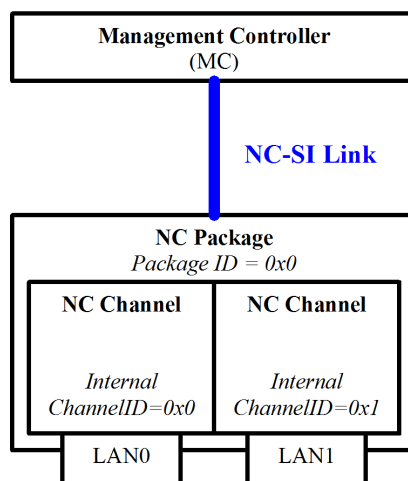 Management Controller
(MC)
NC-SI Link
NC Package
Package ID = 0x0
NC Channel
Internal
ChannelID=0x0
NC Channel
Internal
ChannelID=0x1
LAN0
LAN1